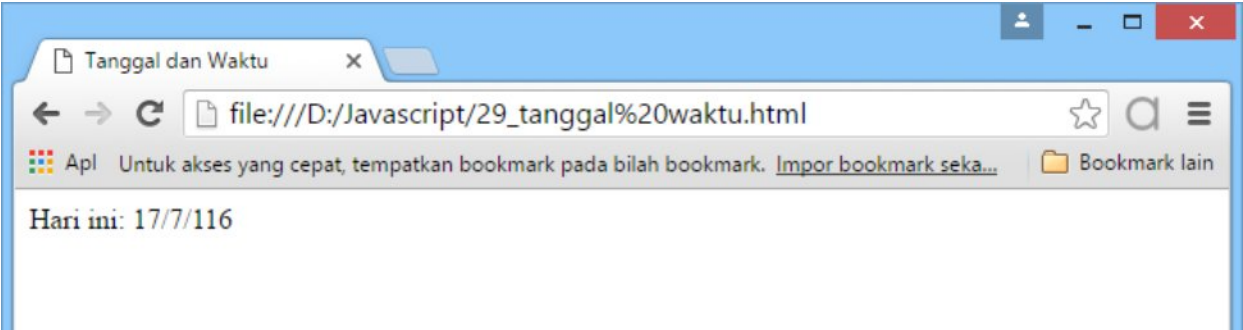 Tanggal dan Waktu
file:///D:/Javascript/29_tanggal%20waktu.html
Apl Untuk akses yang cepat, tempatkan bookmark pada bilah bookmark. Impor bookmark seka... Bookmark lain
Hari ini: 17/7/116